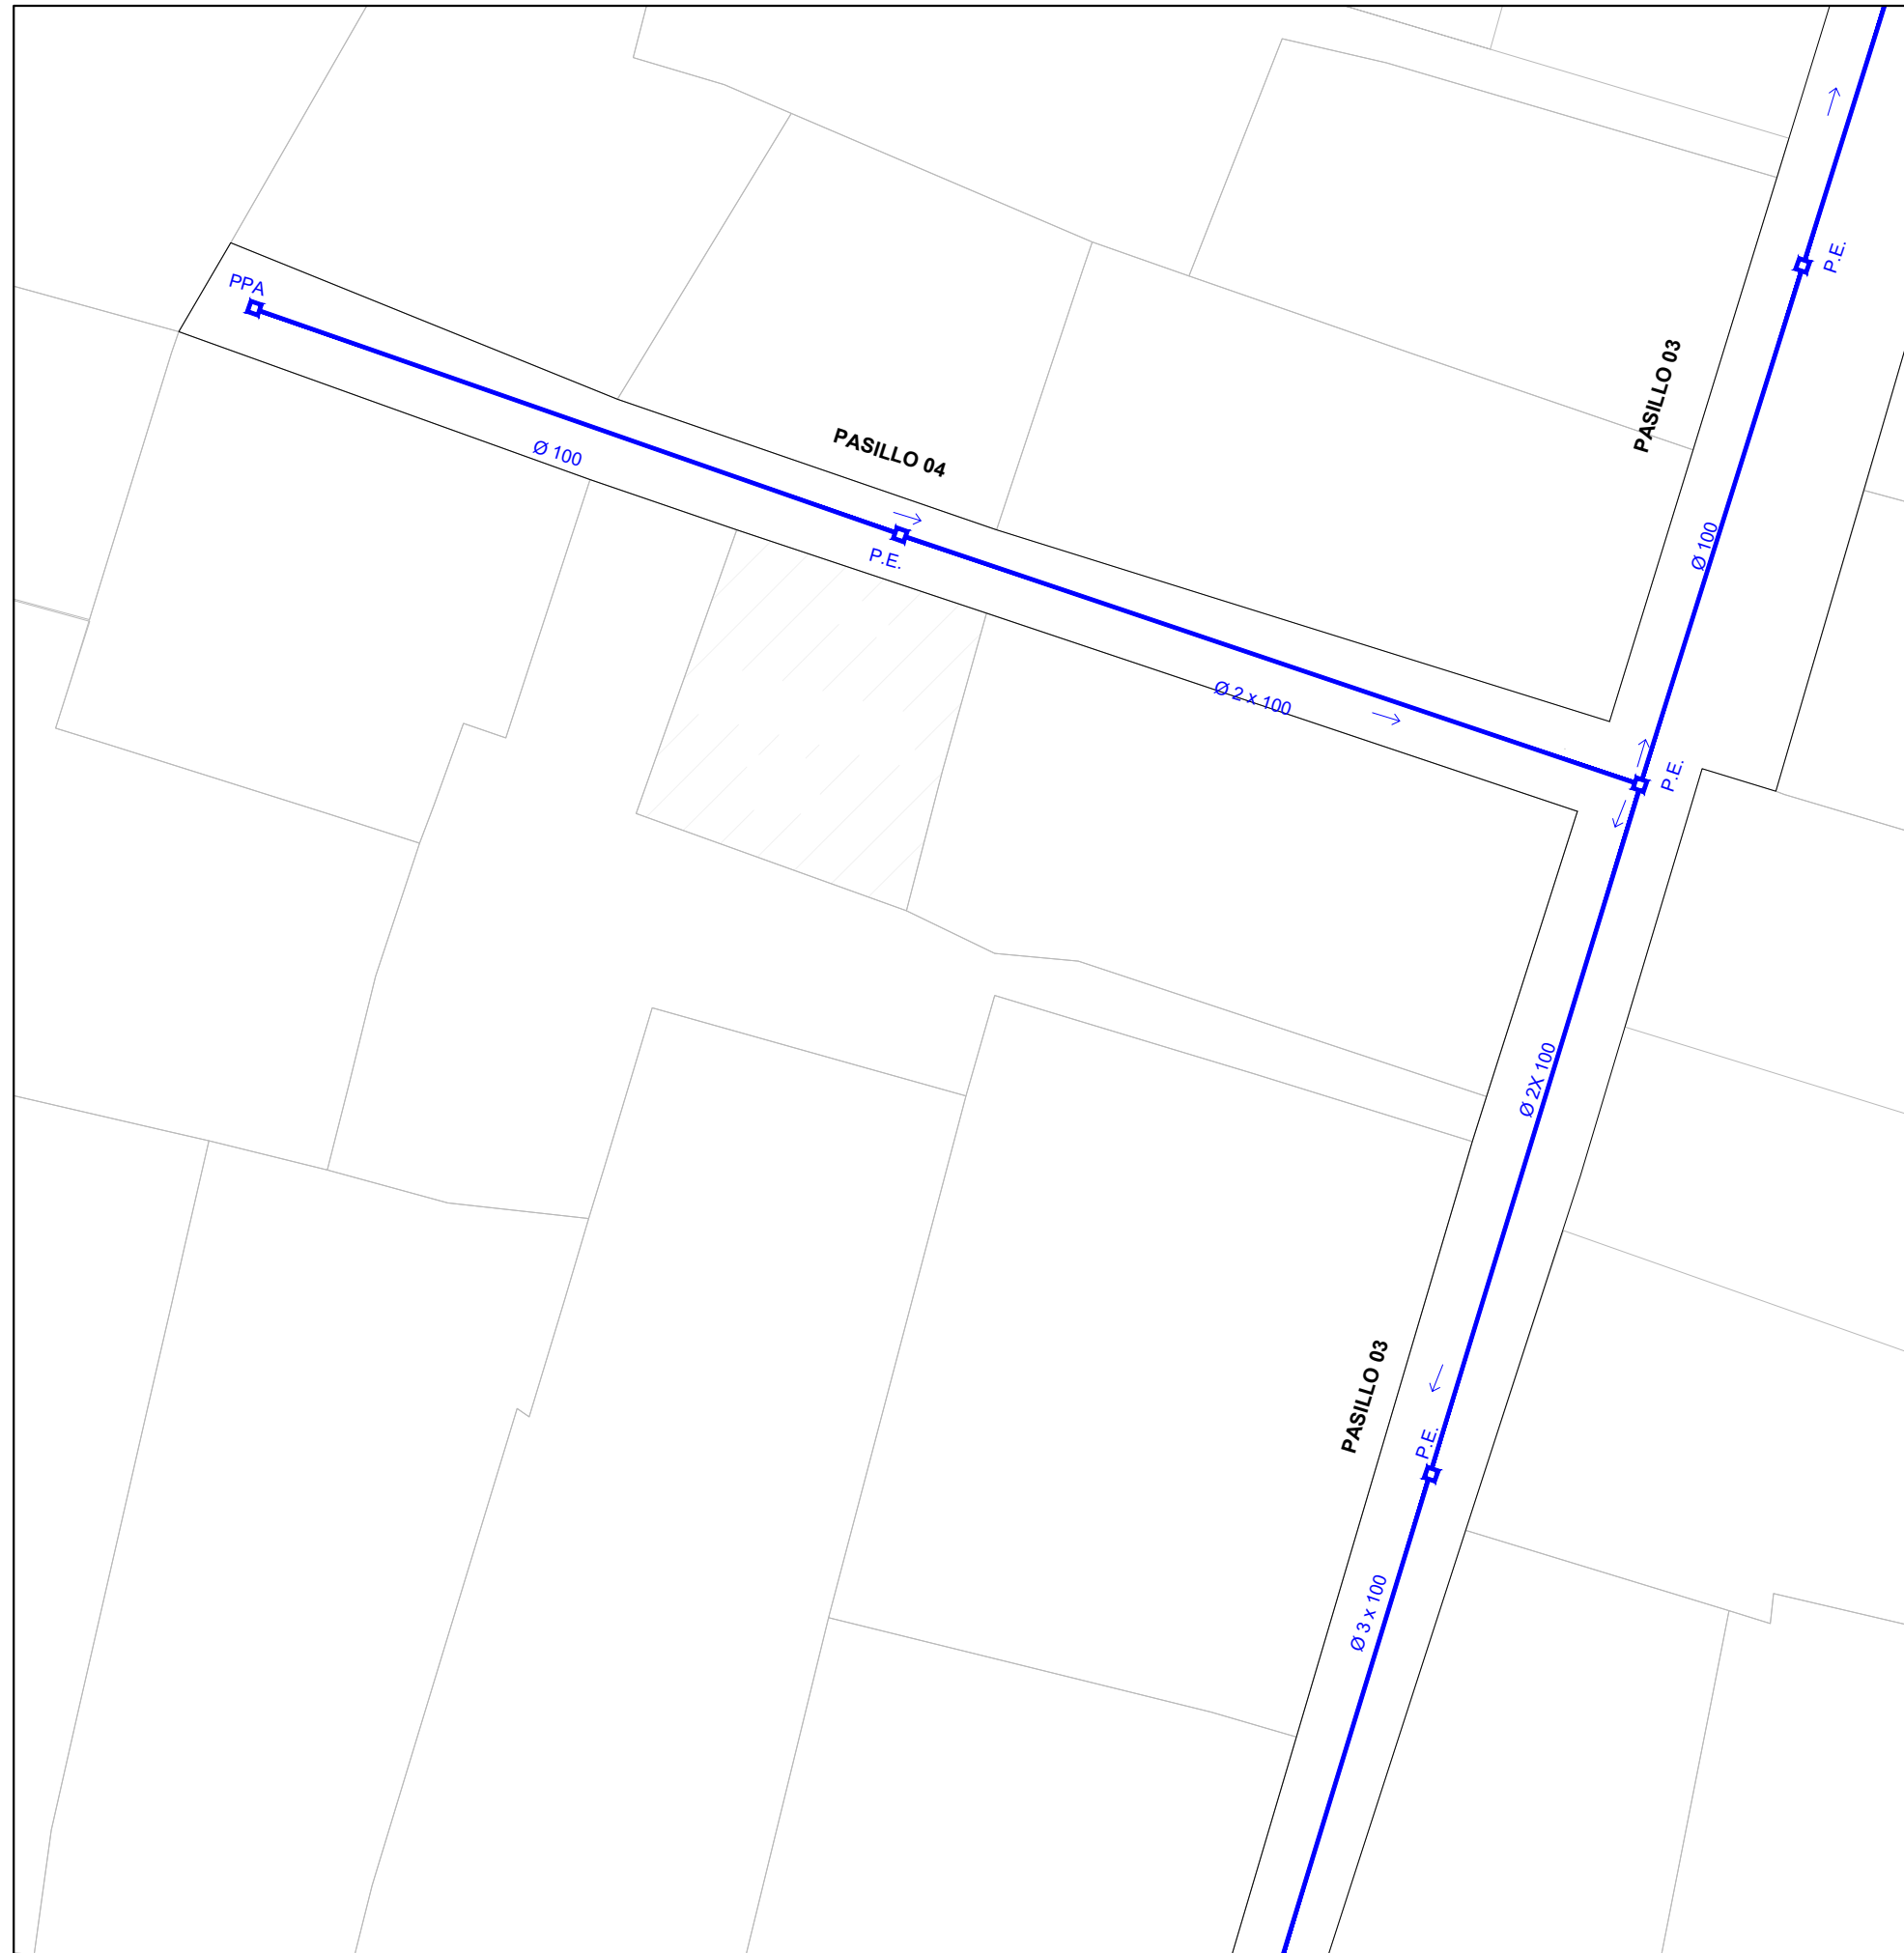 P.E.
PPA
PASILLO 03
PASILLO 04
Ø 100
Ø 100
P.E.
Ø 2 x 100
P.E.
Ø 2X 100
PASILLO 03
P.E.
Ø 3 x 100